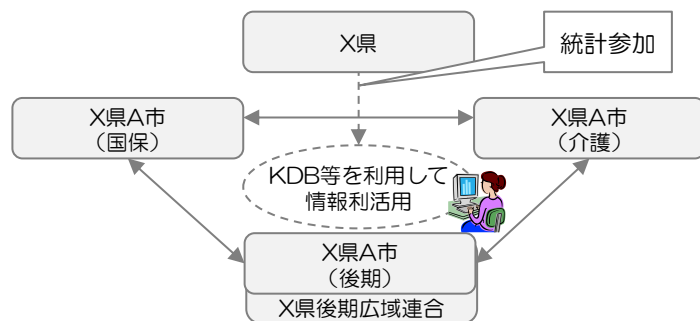 X県
統計参加
X県A市
（国保）
X県A市
（介護）
KDB等を利用して
情報利活用
X県A市
（後期）
X県後期広域連合